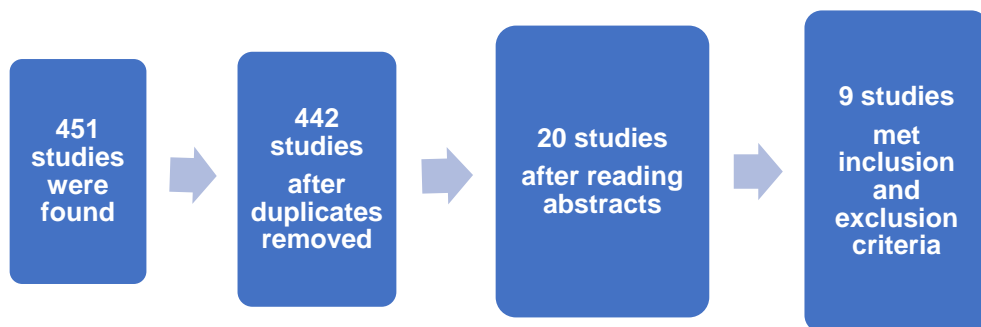 451
studies
were
found
442
studies
after
duplicates
removed
20 studies
after reading
abstracts
9 studies
met
inclusion
and
exclusion
criteria